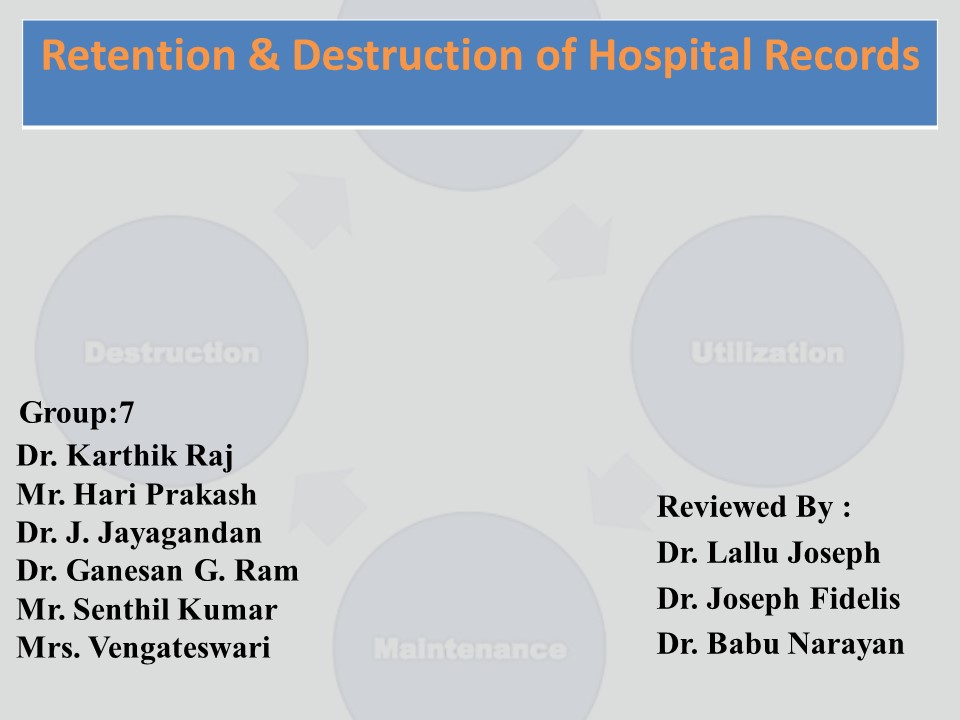 Retention & Destruction of Hospital Records
Destruction
Utilization
Group:7
Dr. Karthik Raj
Mr. Hari Prakash
Dr. J. Jayagandan
Dr. Ganesan G. Ram
Mr. Senthil Kumar
Mrs. Vengateswari
Reviewed By :
Dr. Lallu Joseph
Dr. Joseph Fidelis
Dr. Babu Narayan
Maintenance